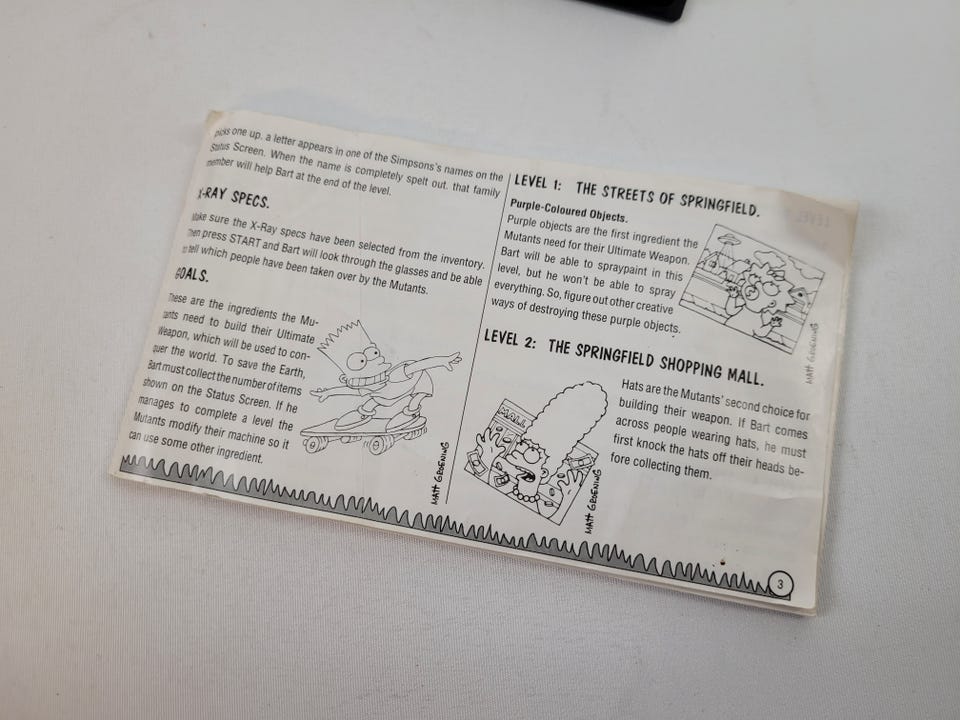 picks one up, a letter appears in one of the Simpsons's names on the
Status Screen. When the name is completely spelt out, that family
member will help Bart at the end of the level.
X-RAY SPECS.
Make sure the X-Ray specs have been selected from the inventory.
Then press START and Bart will look through the glasses and be able
to tell which people have been taken over by the Mutants.
GOALS.
These are the ingredients the Mu-
tants need to build their Ultimate
Weapon, which will be used to con-
quer the world. To save the Earth,
Bart must collect the number of items
shown on the Status Screen. If he
manages to complete a level the
Mutants modify their machine so it
can use some other ingredient.
MATT GROENING
LEVEL 1: THE STREETS OF SPRINGFIELD.
Purple-Coloured Objects.
Purple objects are the first ingredient the
Mutants need for their Ultimate Weapon.
Bart will be able to spraypaint in this
level, but he won't be able to spray
everything. So, figure out other creative
ways of destroying these purple objects.
MATT GROENING
LEVEL 2: THE SPRINGFIELD SHOPPING MALL.
MALL
Hats are the Mutants' second choice for
building their weapon. If Bart comes
across people wearing hats, he must
first knock the hats off their heads be-
fore collecting them.
MATT GROENING
3